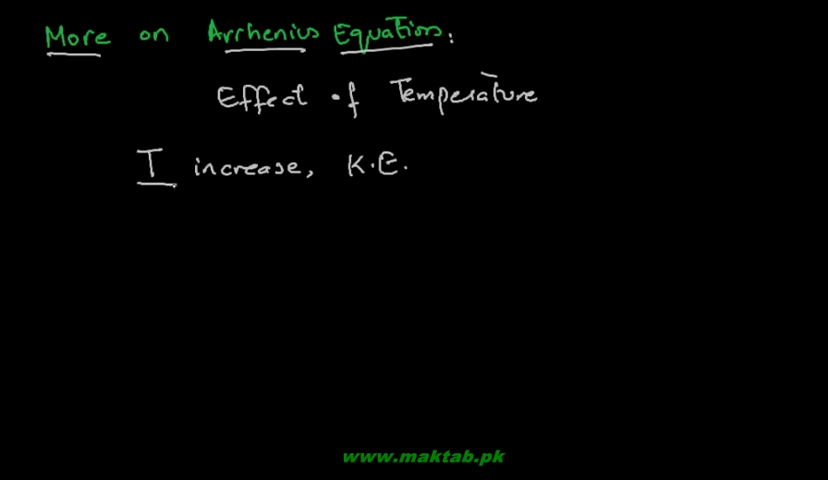 More on Arrhenius Equation:
Effect of Temperature
T increase, K.E.
www.maktab.pk